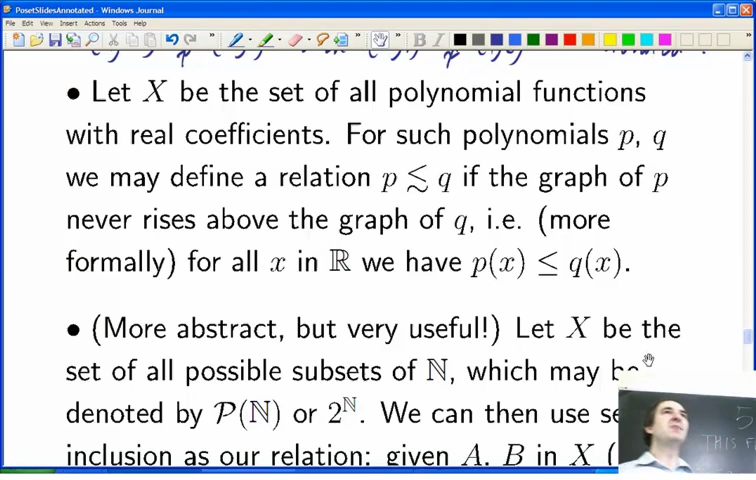 PosetSlidesAnnotated - Windows Journal
File Edit View Insert Actions Tools Help
B I
• Let X be the set of all polynomial functions
with real coefficients. For such polynomials p, q
we may define a relation p ≲ q if the graph of p
never rises above the graph of q, i.e. (more
formally) for all x in ℝ we have p(x) ≤ q(x).
• (More abstract, but very useful!) Let X be the
set of all possible subsets of ℕ, which may be
denoted by 𝒫(ℕ) or 2^ℕ. We can then use se
inclusion as our relation: given A, B in X (
5
THIS F